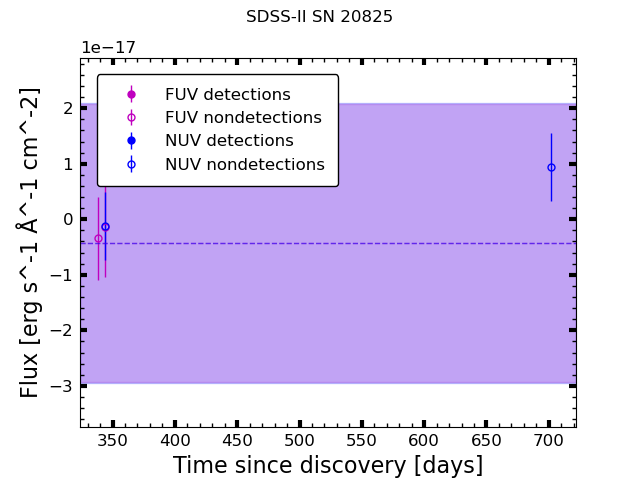 SDSS-II SN 20825
1e−17
FUV detections
FUV nondetections
NUV detections
NUV nondetections
2
1
0
−1
−2
−3
Flux [erg s^-1 Å^-1 cm^-2]
350 400 450 500 550 600 650 700
Time since discovery [days]